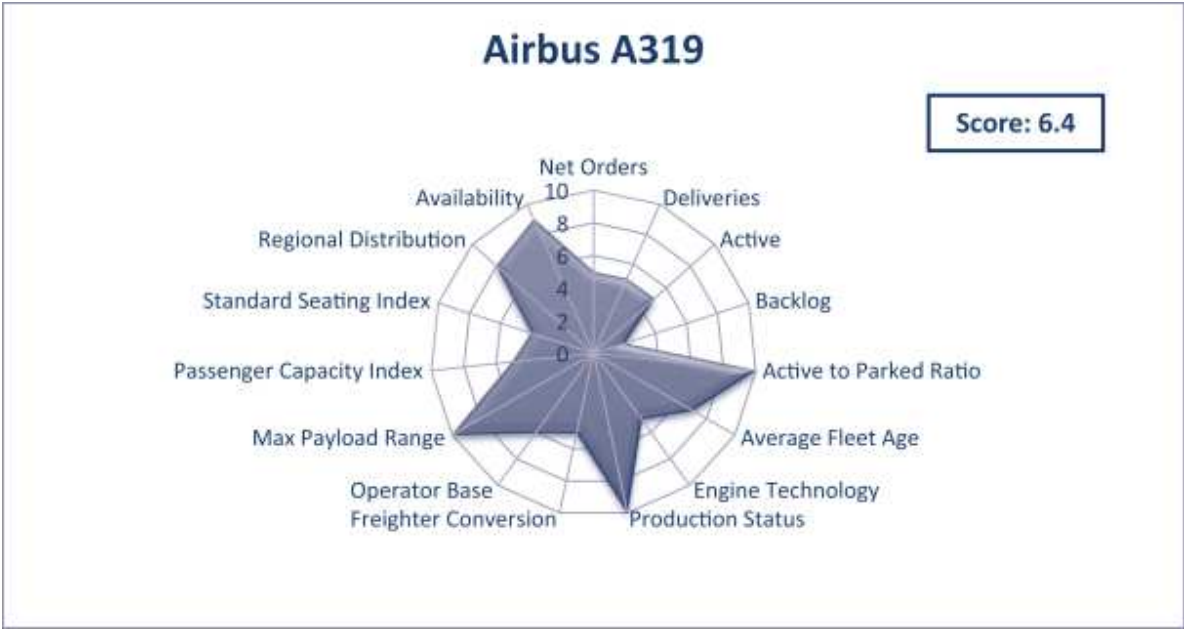 Airbus A319
Score: 6.4
Net Orders
Deliveries
Active
Backlog
Active to Parked Ratio
Average Fleet Age
Engine Technology
Production Status
Freighter Conversion
Operator Base
Max Payload Range
Passenger Capacity Index
Standard Seating Index
Regional Distribution
Availability
10
8
6
4
2
0